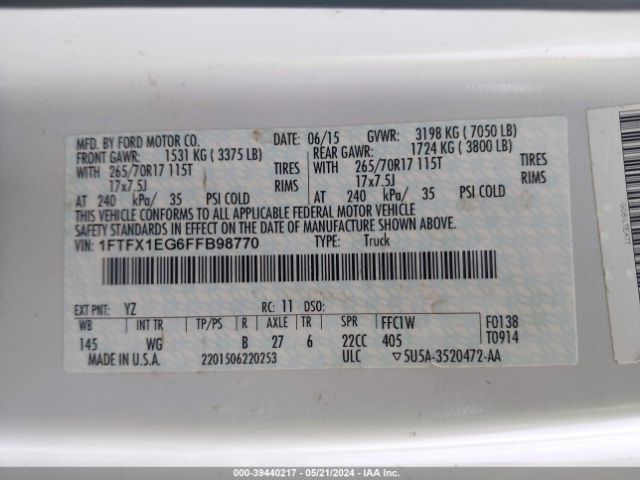 MFD. BY FORD MOTOR CO. DATE: 06/15 GVWR: 3198 KG ( 7050 LB)
FRONT GAWR: 1531 KG ( 3375 LB) REAR GAWR: 1724 KG ( 3800 LB)
WITH 265/70R17 115T TIRES WITH 265/70R17 115T TIRES
17x7.5J RIMS 17x7.5J RIMS
AT 240 kPa/ 35 PSI COLD AT 240 kPa/ 35 PSI COLD
THIS VEHICLE CONFORMS TO ALL APPLICABLE FEDERAL MOTOR VEHICLE
SAFETY STANDARDS IN EFFECT ON THE DATE OF MANUFACTURE SHOWN ABOVE.
VIN: 1FTFX1EG6FFB98770 TYPE: Truck
EXT PNT: YZ RC: 11 DSO:
WB INT TR TP/PS R AXLE TR SPR FFC1W F0138
145 WG B 27 6 22CC 405 T0914
MADE IN U.S.A. 2201506220253 ULC 5U5A-3520472-AA
000-39440217 - 05/21/2024 - IAA Inc.